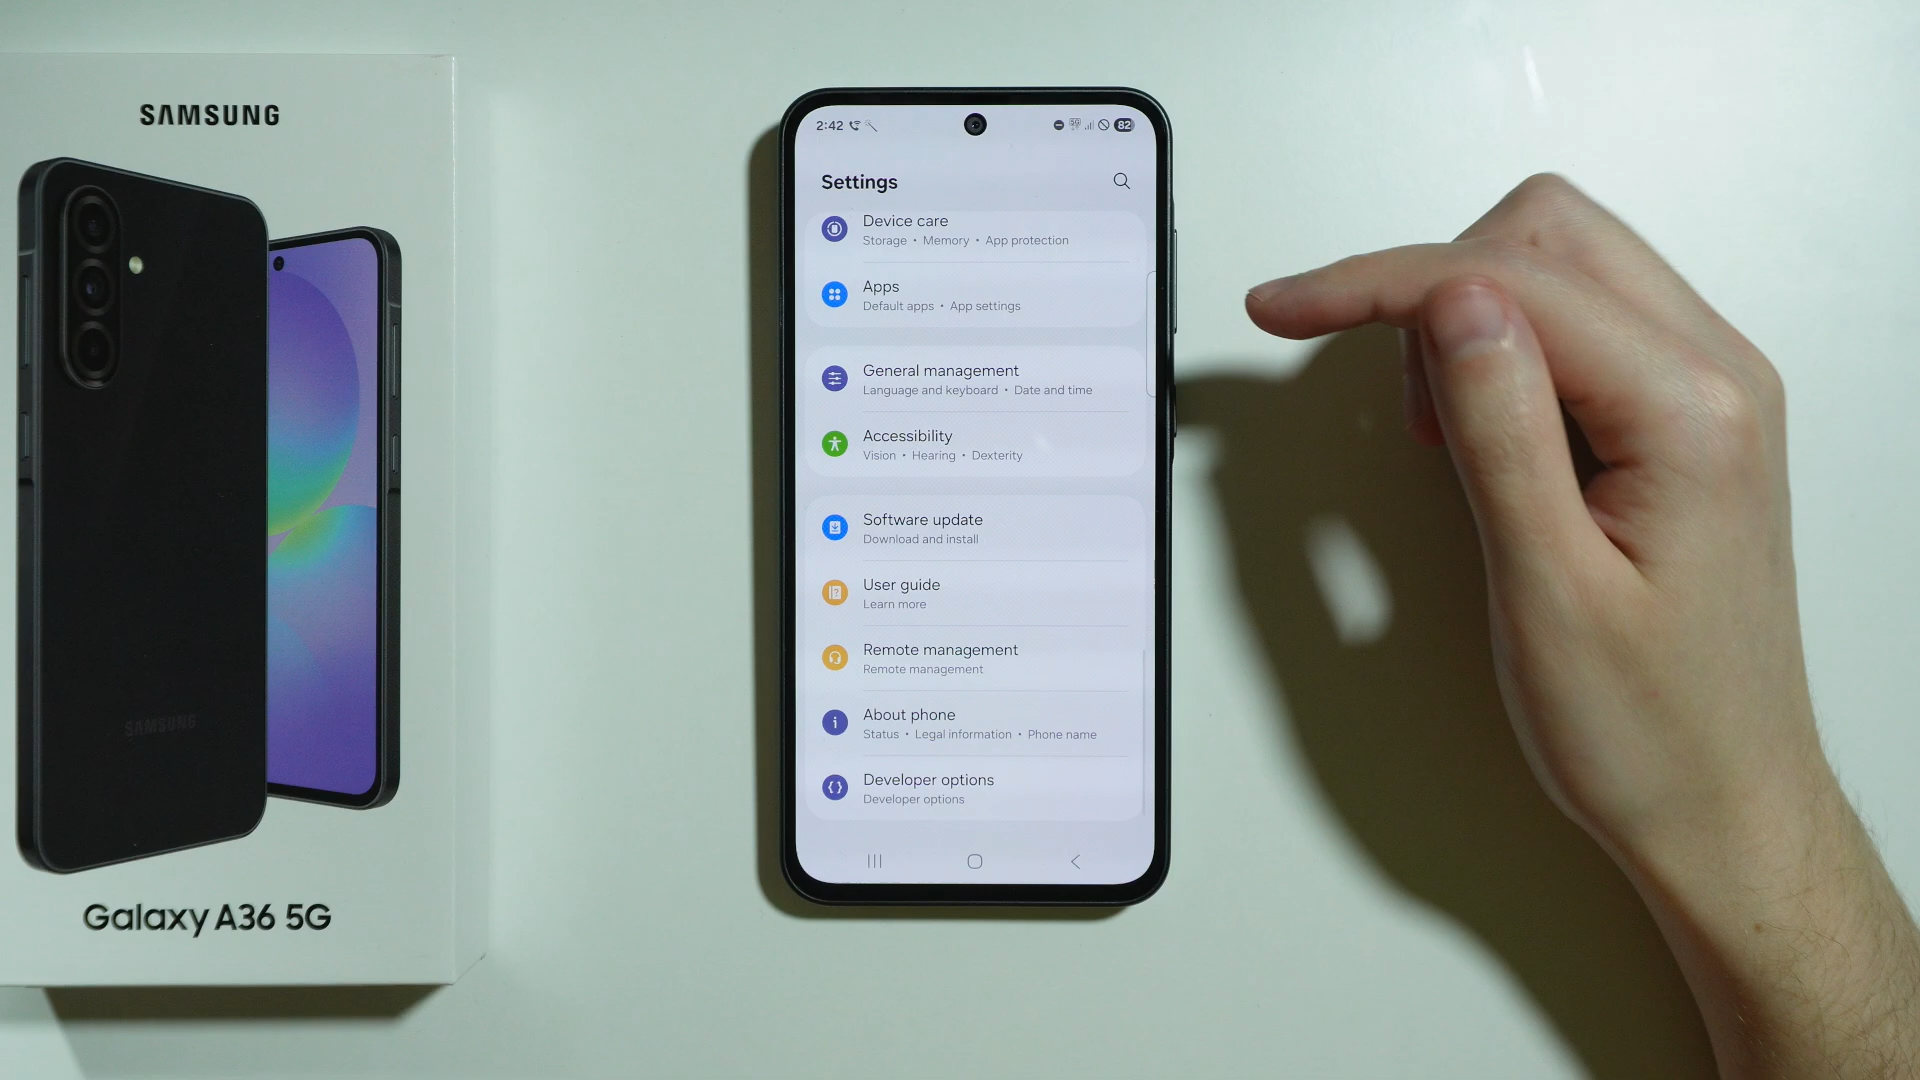 SAMSUNG
SAMSUNG
Galaxy A36 5G
2:42
5G
82
Settings
Device care
Storage • Memory • App protection
Apps
Default apps • App settings
General management
Language and keyboard • Date and time
Accessibility
Vision • Hearing • Dexterity
Software update
Download and install
User guide
Learn more
Remote management
Remote management
About phone
Status • Legal information • Phone name
Developer options
Developer options